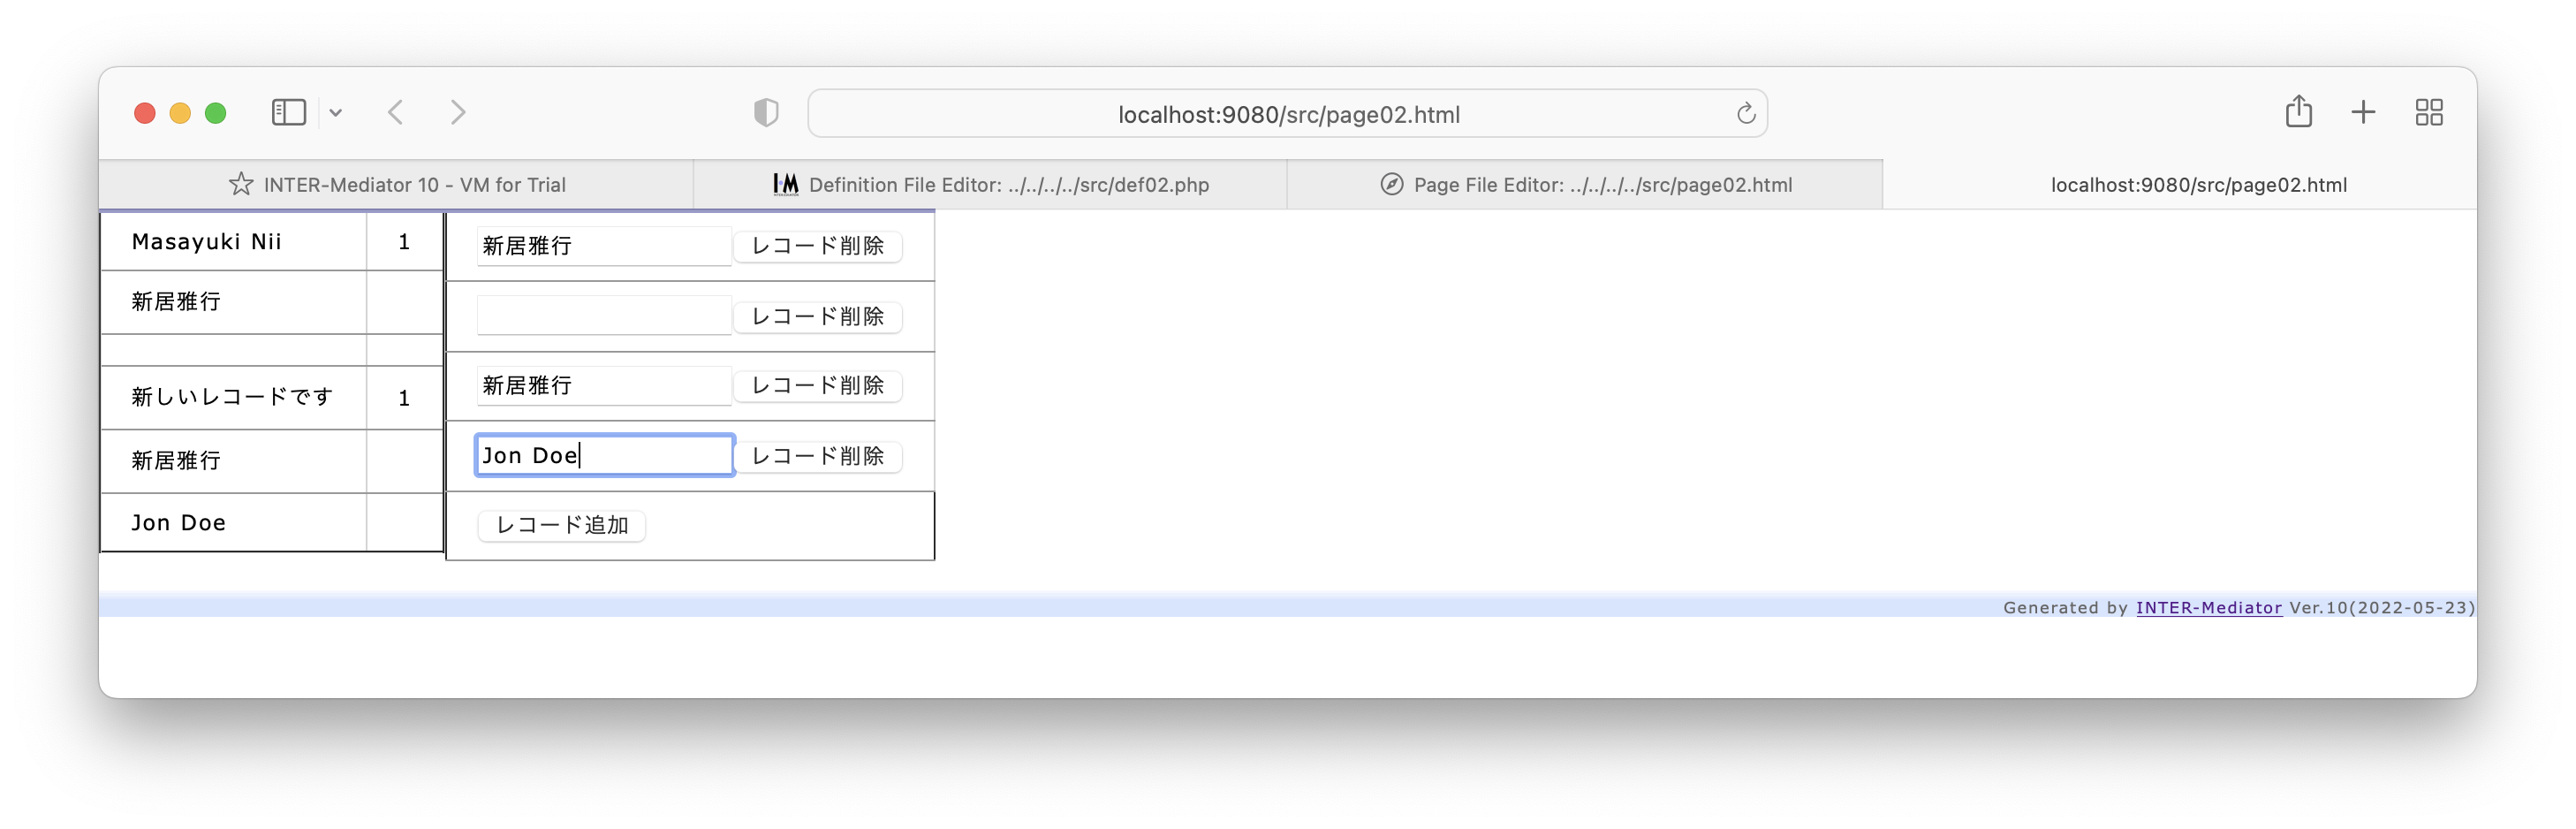 localhost:9080/src/page02.html
INTER-Mediator 10 - VM for Trial
I•M Definition File Editor: ../../../../src/def02.php
Page File Editor: ../../../../src/page02.html
localhost:9080/src/page02.html
Masayuki Nii 1
新居雅行
新しいレコードです 1
新居雅行
Jon Doe
新居雅行 レコード削除
レコード削除
新居雅行 レコード削除
Jon Doe レコード削除
レコード追加
Generated by INTER-Mediator Ver.10(2022-05-23)